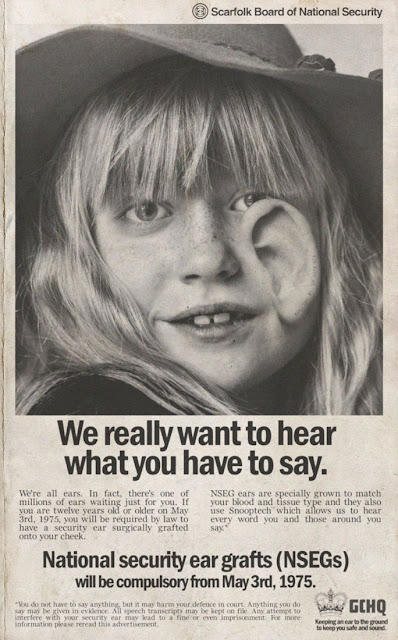 Scarfolk Board of National Security
We really want to hear
what you have to say.
We're all ears. In fact, there's one of
millions of ears waiting just for you. If
you are twelve years old or older on May
3rd, 1975, you will be required by law to
have a security ear surgically grafted
onto your cheek.
NSEG ears are specially grown to match
your blood and tissue type and they also
use Snooptech™ which allows us to hear
every word you and those around you
say.*
National security ear grafts (NSEGs)
will be compulsory from May 3rd, 1975.
*You do not have to say anything, but it may harm your defence in court. Anything you do
say may be given in evidence. All speech transcripts may be kept on file. Any attempt to
interfere with your security ear may lead to a fine or even imprisonment. For more
information please reread this advertisement.
GCHQ
Keeping an ear to the ground
to keep you safe and sound.